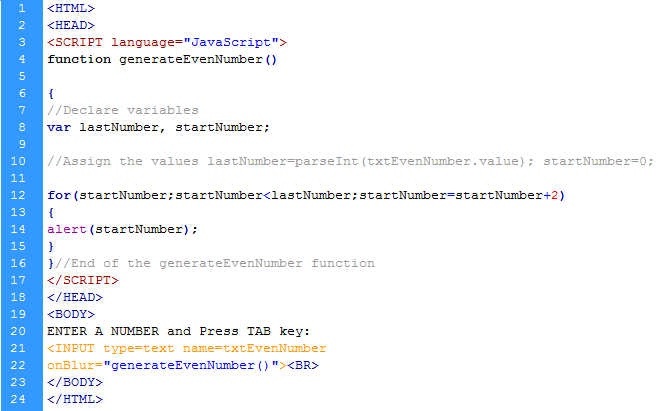 1 <HTML>
2 <HEAD>
3 <SCRIPT language="JavaScript">
4 function generateEvenNumber()
5
6 {
7 //Declare variables
8 var lastNumber, startNumber;
9
10 //Assign the values lastNumber=parseInt(txtEvenNumber.value); startNumber=0;
11
12 for(startNumber;startNumber<lastNumber;startNumber=startNumber+2)
13 {
14 alert(startNumber);
15 }
16 }//End of the generateEvenNumber function
17 </SCRIPT>
18 </HEAD>
19 <BODY>
20 ENTER A NUMBER and Press TAB key:
21 <INPUT type=text name=txtEvenNumber
22 onBlur="generateEvenNumber()"><BR>
23 </BODY>
24 </HTML>